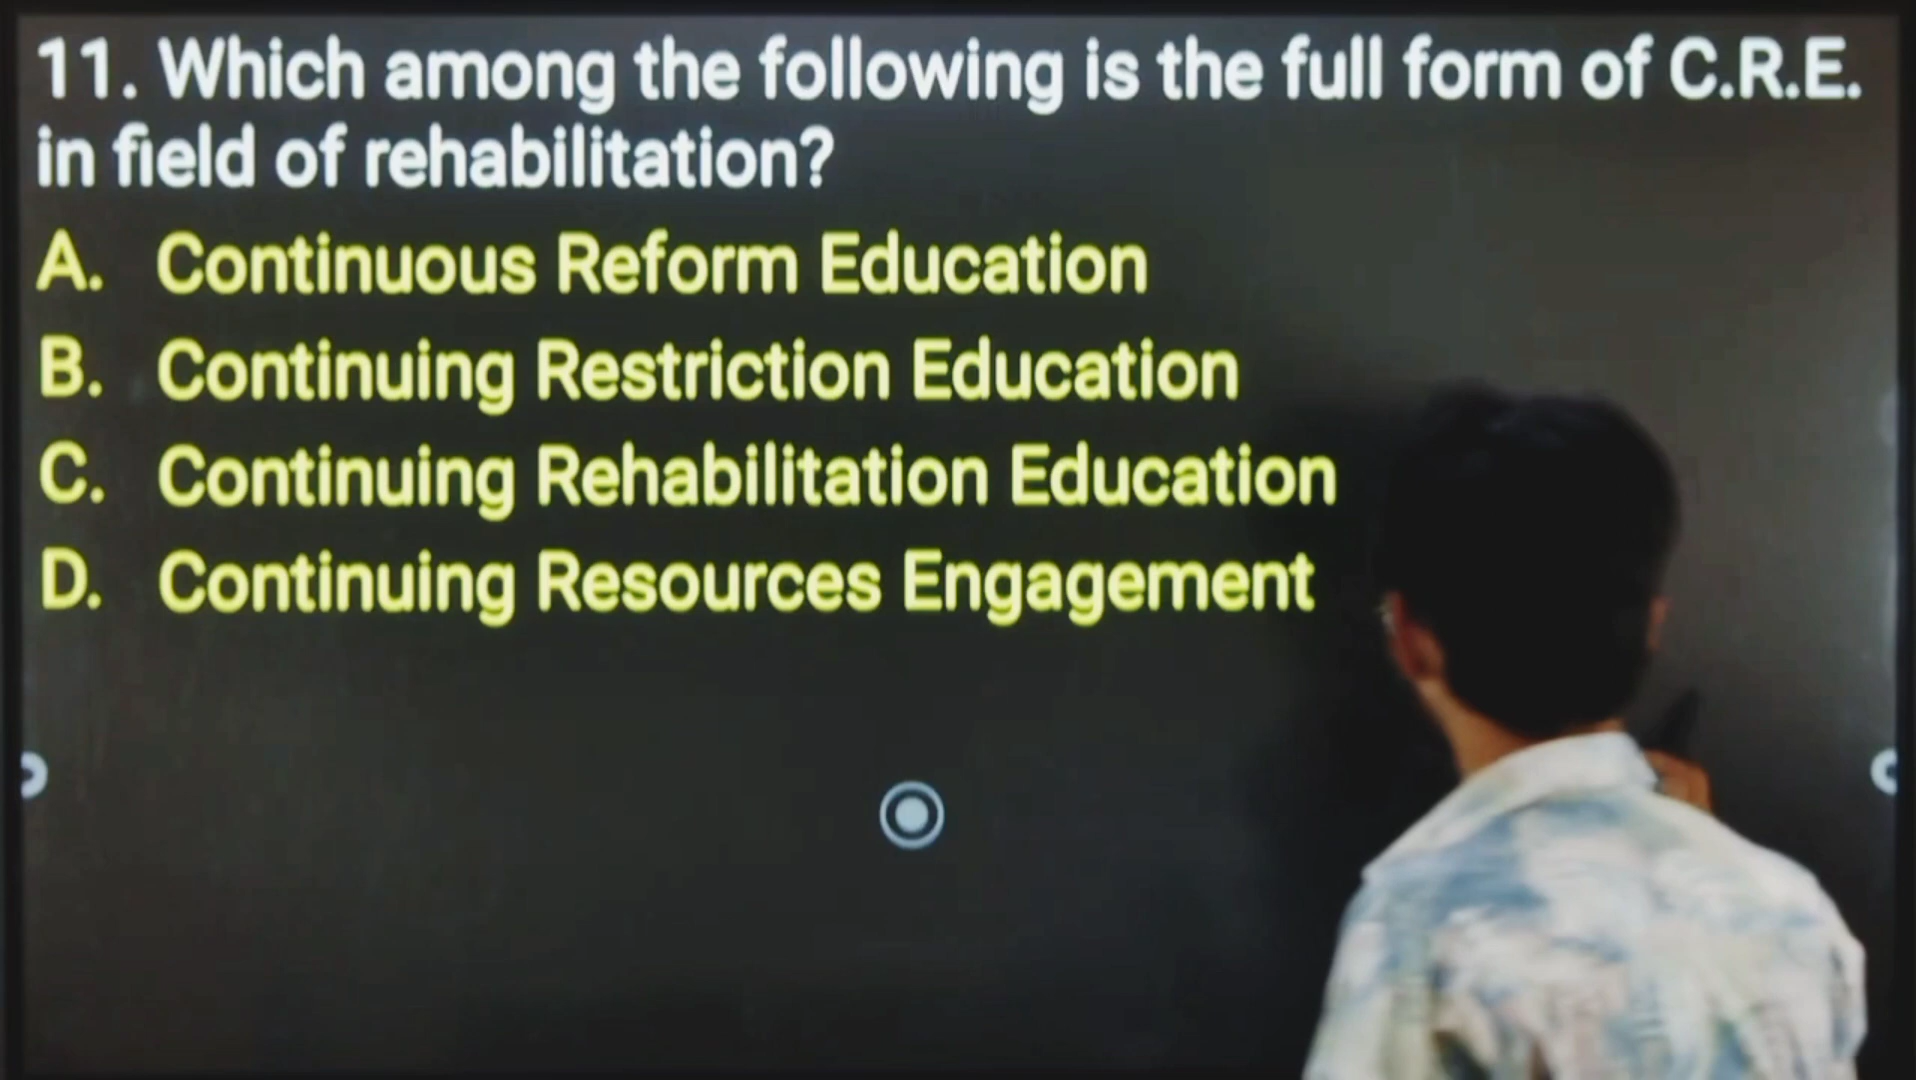 11. Which among the following is the full form of C.R.E.
in field of rehabilitation?
A. Continuous Reform Education
B. Continuing Restriction Education
C. Continuing Rehabilitation Education
D. Continuing Resources Engagement